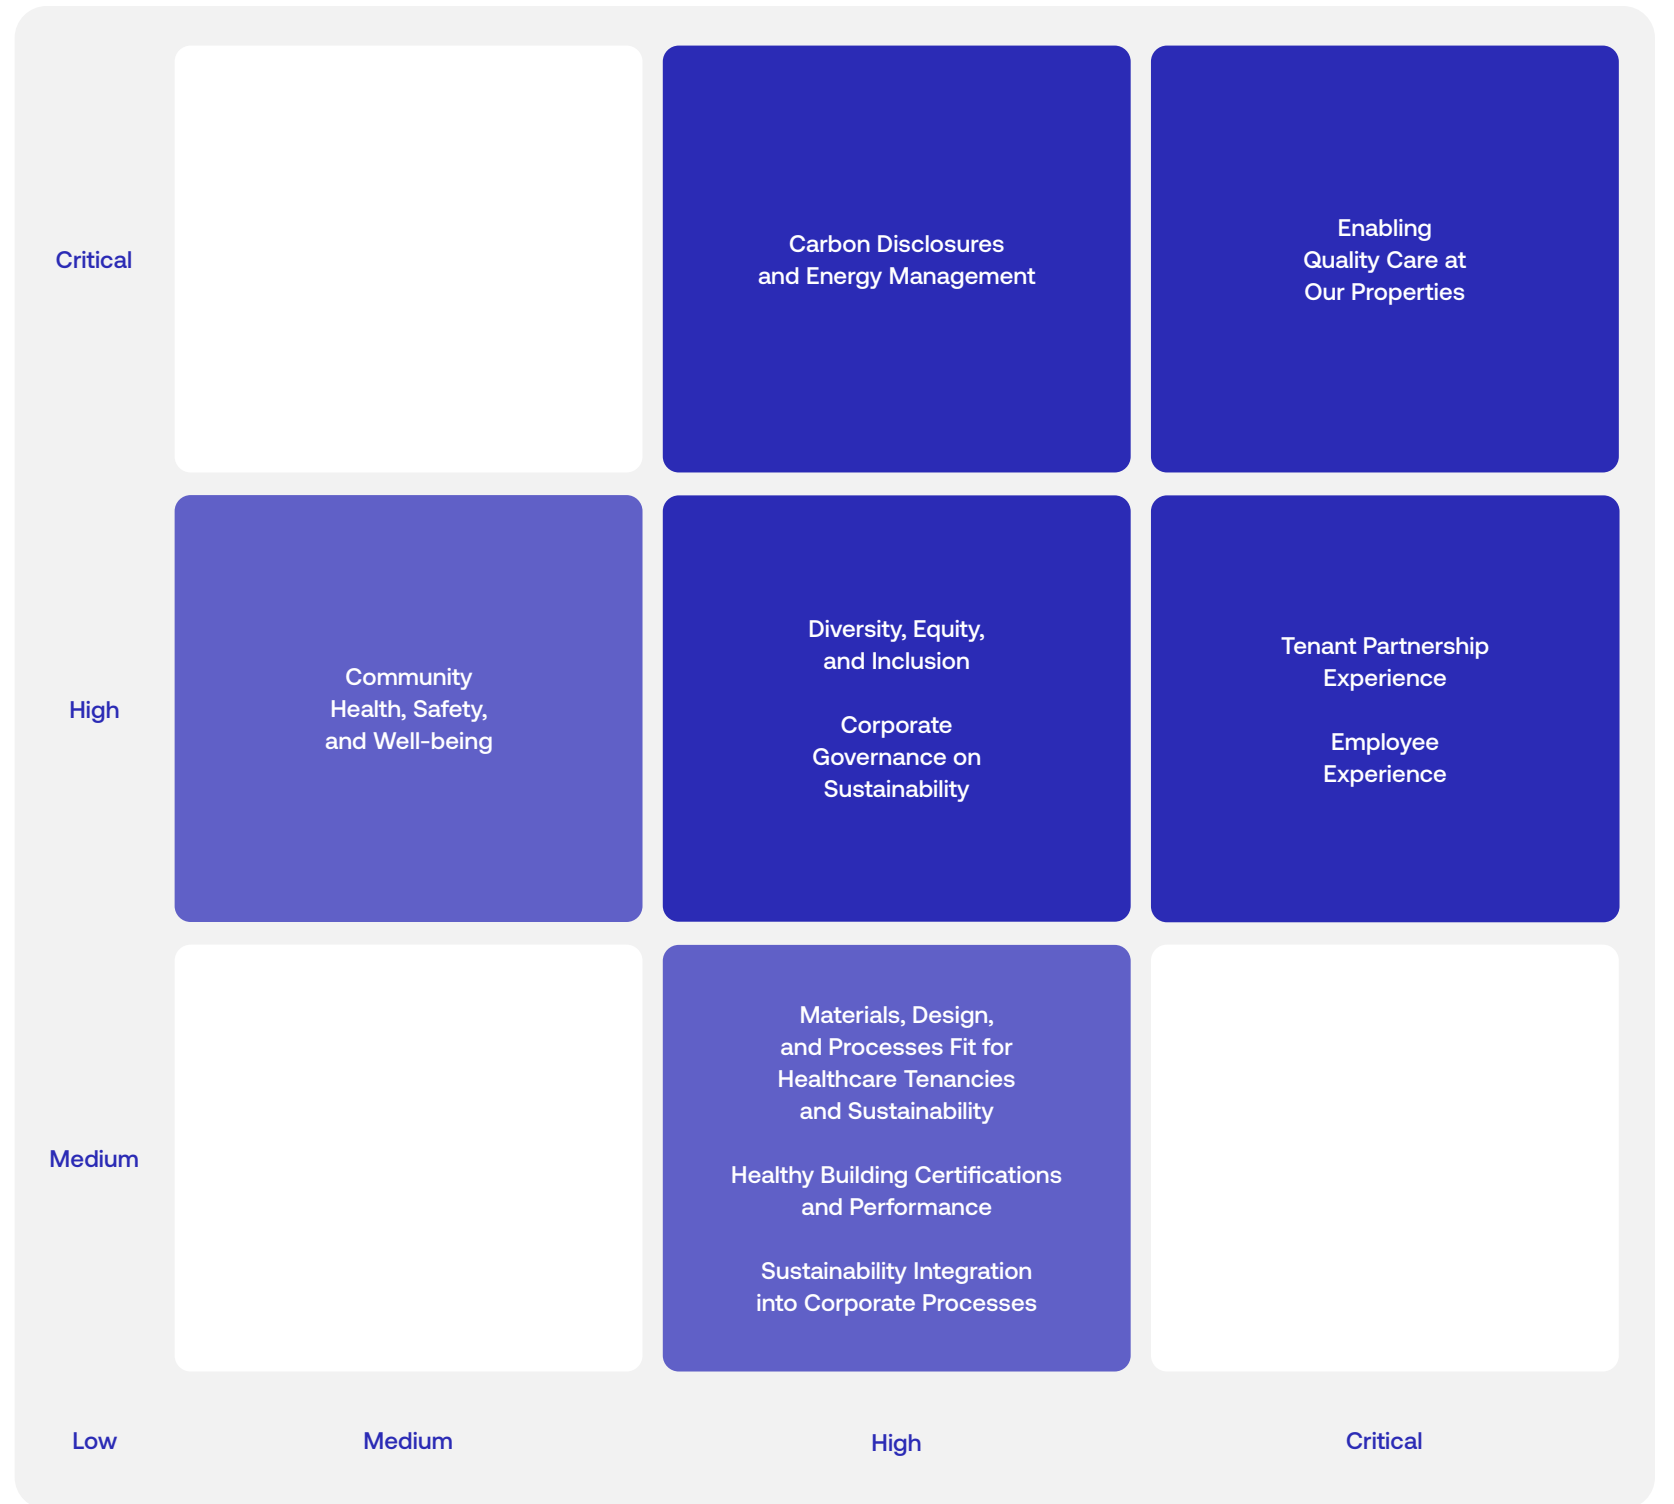 Critical
Carbon Disclosures
and Energy Management
Enabling
Quality Care at
Our Properties
High
Community
Health, Safety,
and Well-being
Diversity, Equity,
and Inclusion
Corporate
Governance on
Sustainability
Tenant Partnership
Experience
Employee
Experience
Medium
Materials, Design,
and Processes Fit for
Healthcare Tenancies
and Sustainability
Healthy Building Certifications
and Performance
Sustainability Integration
into Corporate Processes
Low
Medium
High
Critical